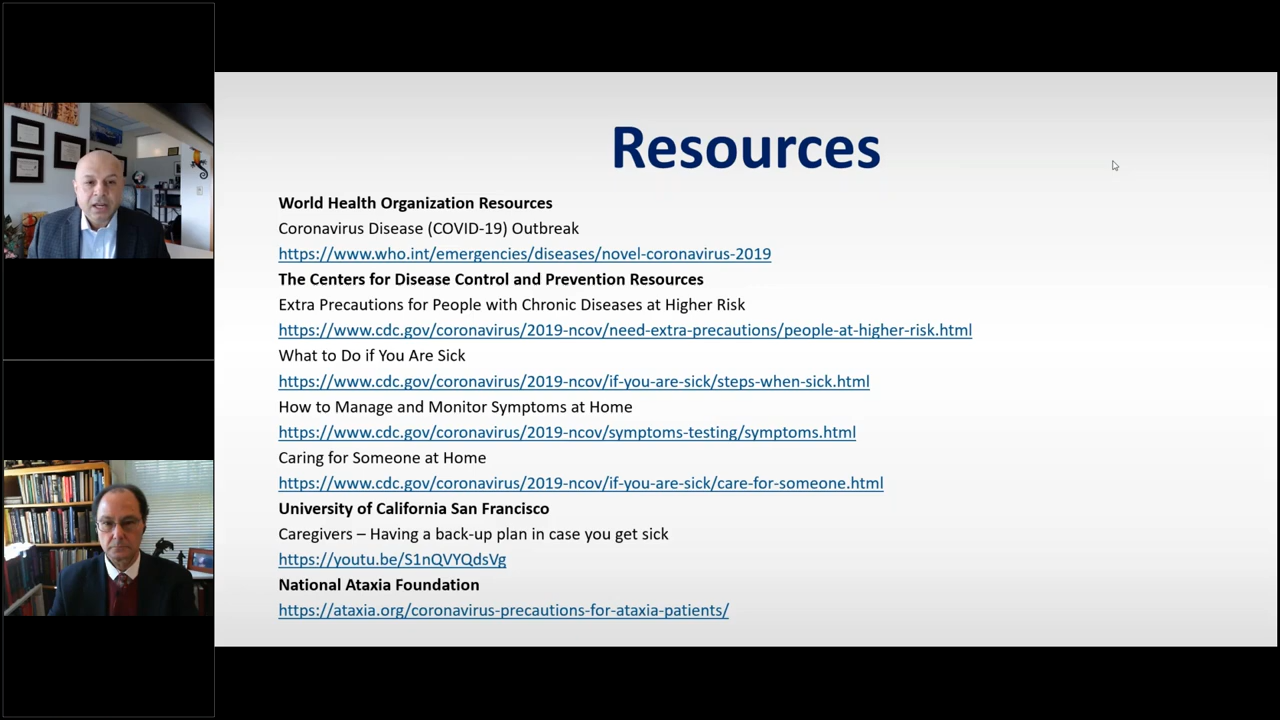 Resources
World Health Organization Resources
Coronavirus Disease (COVID-19) Outbreak
https://www.who.int/emergencies/diseases/novel-coronavirus-2019
The Centers for Disease Control and Prevention Resources
Extra Precautions for People with Chronic Diseases at Higher Risk
https://www.cdc.gov/coronavirus/2019-ncov/need-extra-precautions/people-at-higher-risk.html
What to Do if You Are Sick
https://www.cdc.gov/coronavirus/2019-ncov/if-you-are-sick/steps-when-sick.html
How to Manage and Monitor Symptoms at Home
https://www.cdc.gov/coronavirus/2019-ncov/symptoms-testing/symptoms.html
Caring for Someone at Home
https://www.cdc.gov/coronavirus/2019-ncov/if-you-are-sick/care-for-someone.html
University of California San Francisco
Caregivers – Having a back-up plan in case you get sick
https://youtu.be/S1nQVYQdsVg
National Ataxia Foundation
https://ataxia.org/coronavirus-precautions-for-ataxia-patients/